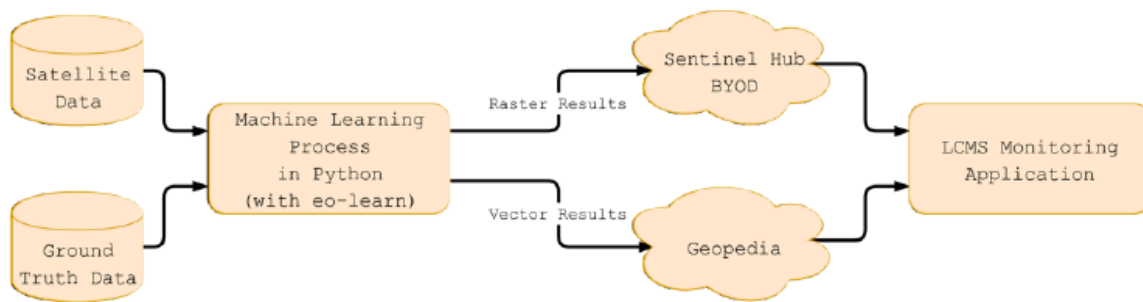 Satellite
Data
Ground
Truth Data
Machine Learning
Process
in Python
(with eo-learn)
Raster Results
Vector Results
Sentinel Hub
BYOD
Geopedia
LCMS Monitoring
Application